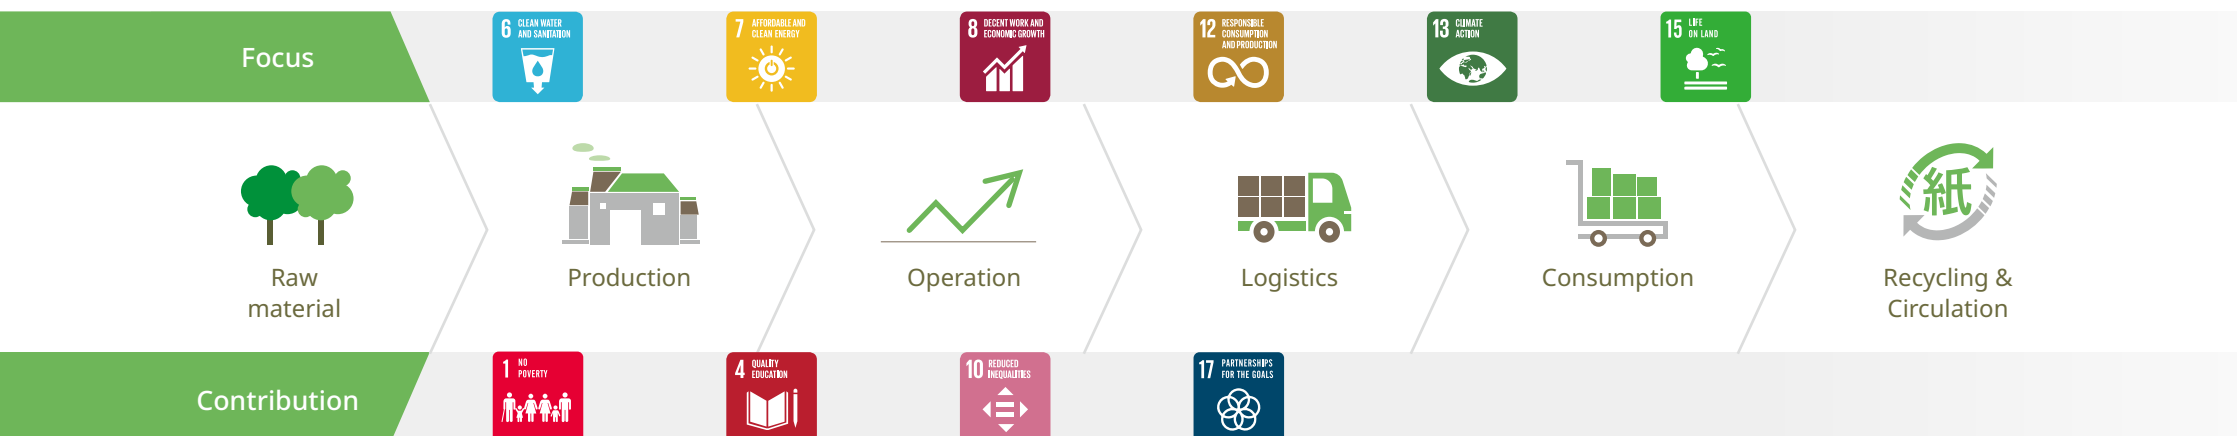 Focus
6 CLEAN WATER
AND SANITATION
7 AFFORDABLE AND
CLEAN ENERGY
8 DECENT WORK AND
ECONOMIC GROWTH
12 RESPONSIBLE
CONSUMPTION
AND PRODUCTION
13 CLIMATE
ACTION
15 LIFE
ON LAND
Raw
material
Production
Operation
Logistics
Consumption
紙
Recycling &
Circulation
Contribution
1 NO
POVERTY
4 QUALITY
EDUCATION
10 REDUCED
INEQUALITIES
17 PARTNERSHIPS
FOR THE GOALS